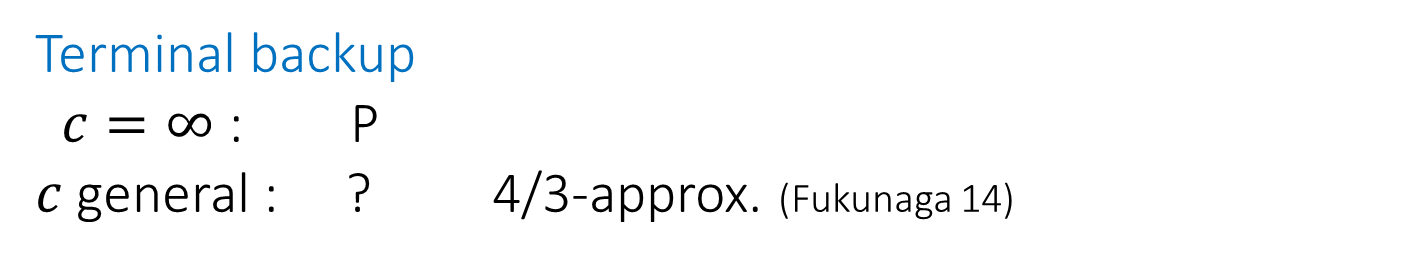 Terminal backup
c = ∞ : P
c general : ? 4/3-approx. (Fukunaga 14)